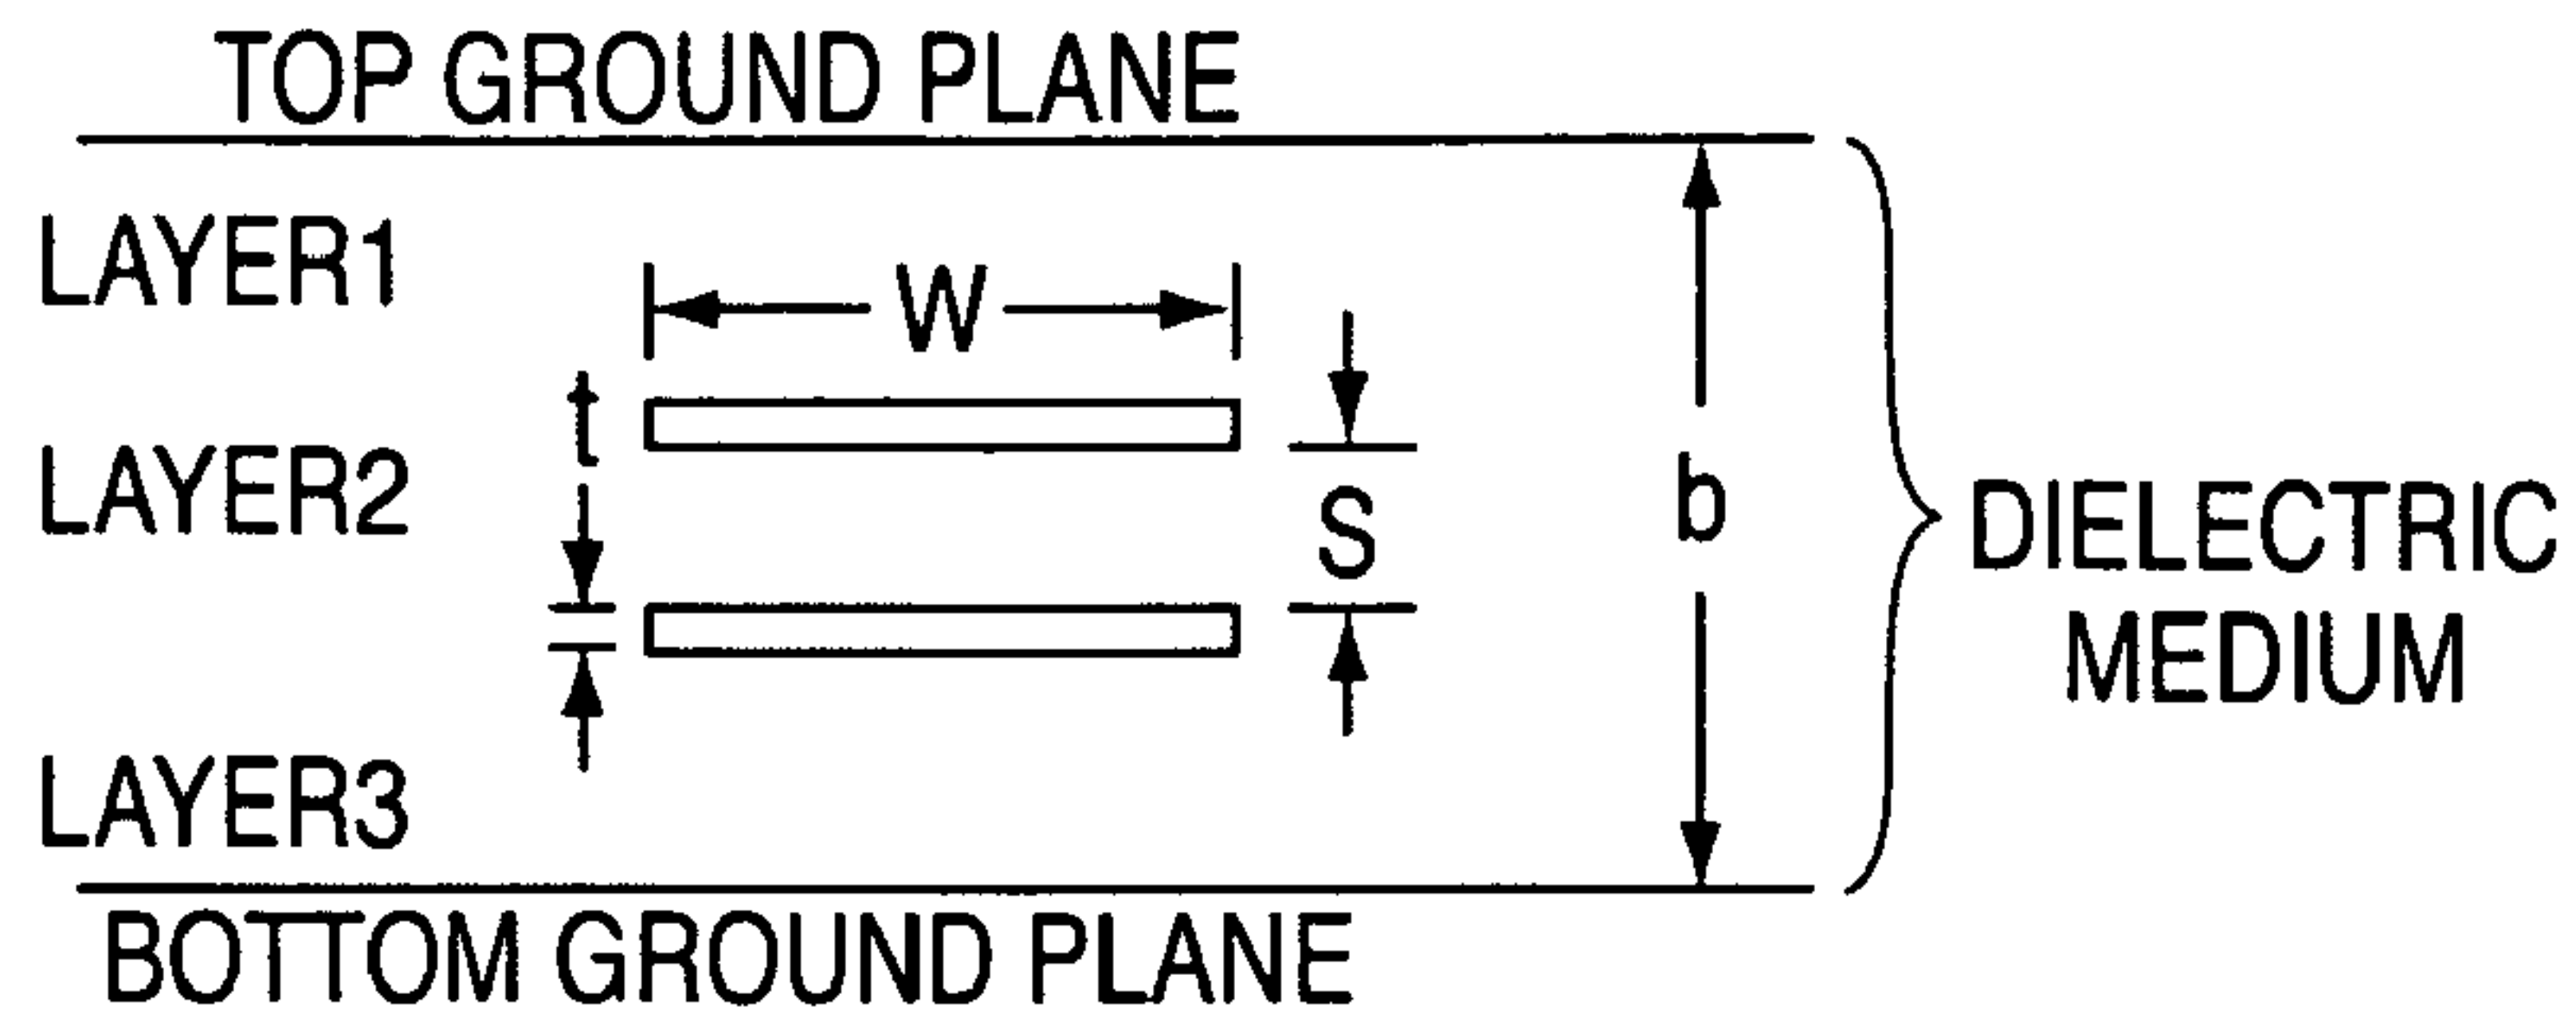 TOP GROUND PLANE
LAYER1
W
t
LAYER2
S
b
DIELECTRIC
MEDIUM
LAYER3
BOTTOM GROUND PLANE